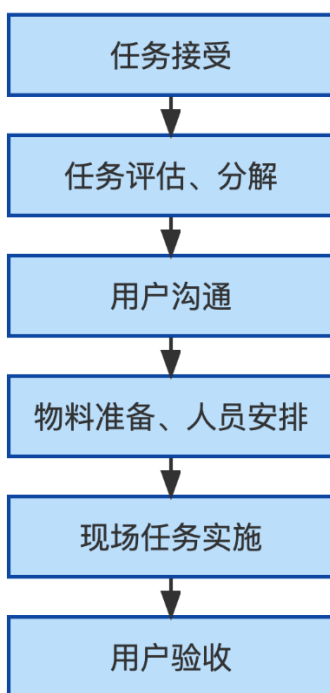 任务接受
任务评估、分解
用户沟通
物料准备、人员安排
现场任务实施
用户验收